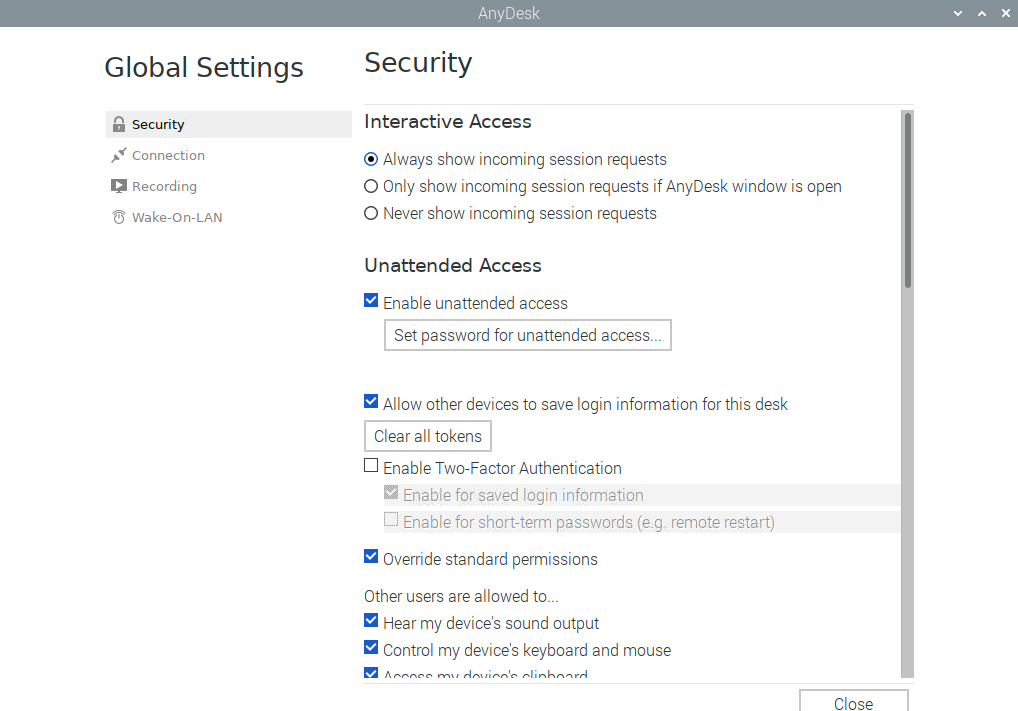 AnyDesk
Global Settings
Security
Connection
Recording
Wake-On-LAN
Security
Interactive Access
Always show incoming session requests
Only show incoming session requests if AnyDesk window is open
Never show incoming session requests
Unattended Access
Enable unattended access
Set password for unattended access...
Allow other devices to save login information for this desk
Clear all tokens
Enable Two-Factor Authentication
Enable for saved login information
Enable for short-term passwords (e.g. remote restart)
Override standard permissions
Other users are allowed to...
Hear my device's sound output
Control my device's keyboard and mouse
Access my device's clipboard
Close